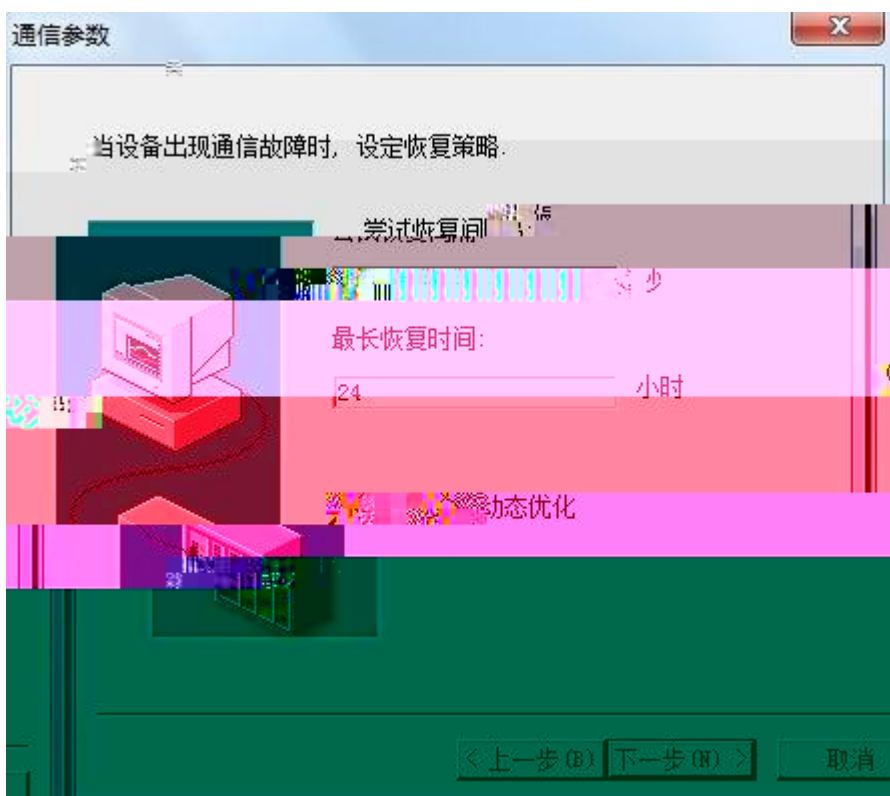 通信参数
当设备出现通信故障时, 设定恢复策略.
尝试恢复间
秒
最长恢复时间:
24 小时
动态优化
< 上一步(B) 下一步(N) > 取消